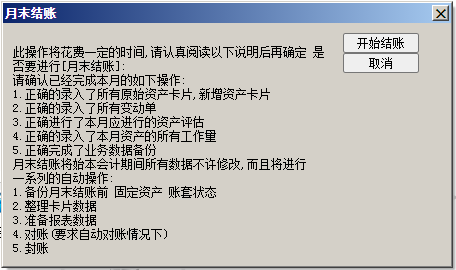 月末结账
此操作将花费一定的时间,请认真阅读以下说明后再确定 是
否要进行[月末结账]:
请确认已经完成本月的如下操作:
1.正确的录入了所有原始资产卡片,新增资产卡片
2.正确的录入了所有变动单
3.正确进行了本月应进行的资产评估
4.正确的录入了本月资产的所有工作量
5.正确完成了业务数据备份
月末结账将始本会计期间所有数据不许修改,而且将进行
一系列的自动操作:
1.备份月末结账前 固定资产 账套状态
2.整理卡片数据
3.准备报表数据
4.对账(要求自动对账情况下)
5.封账
开始结账
取消